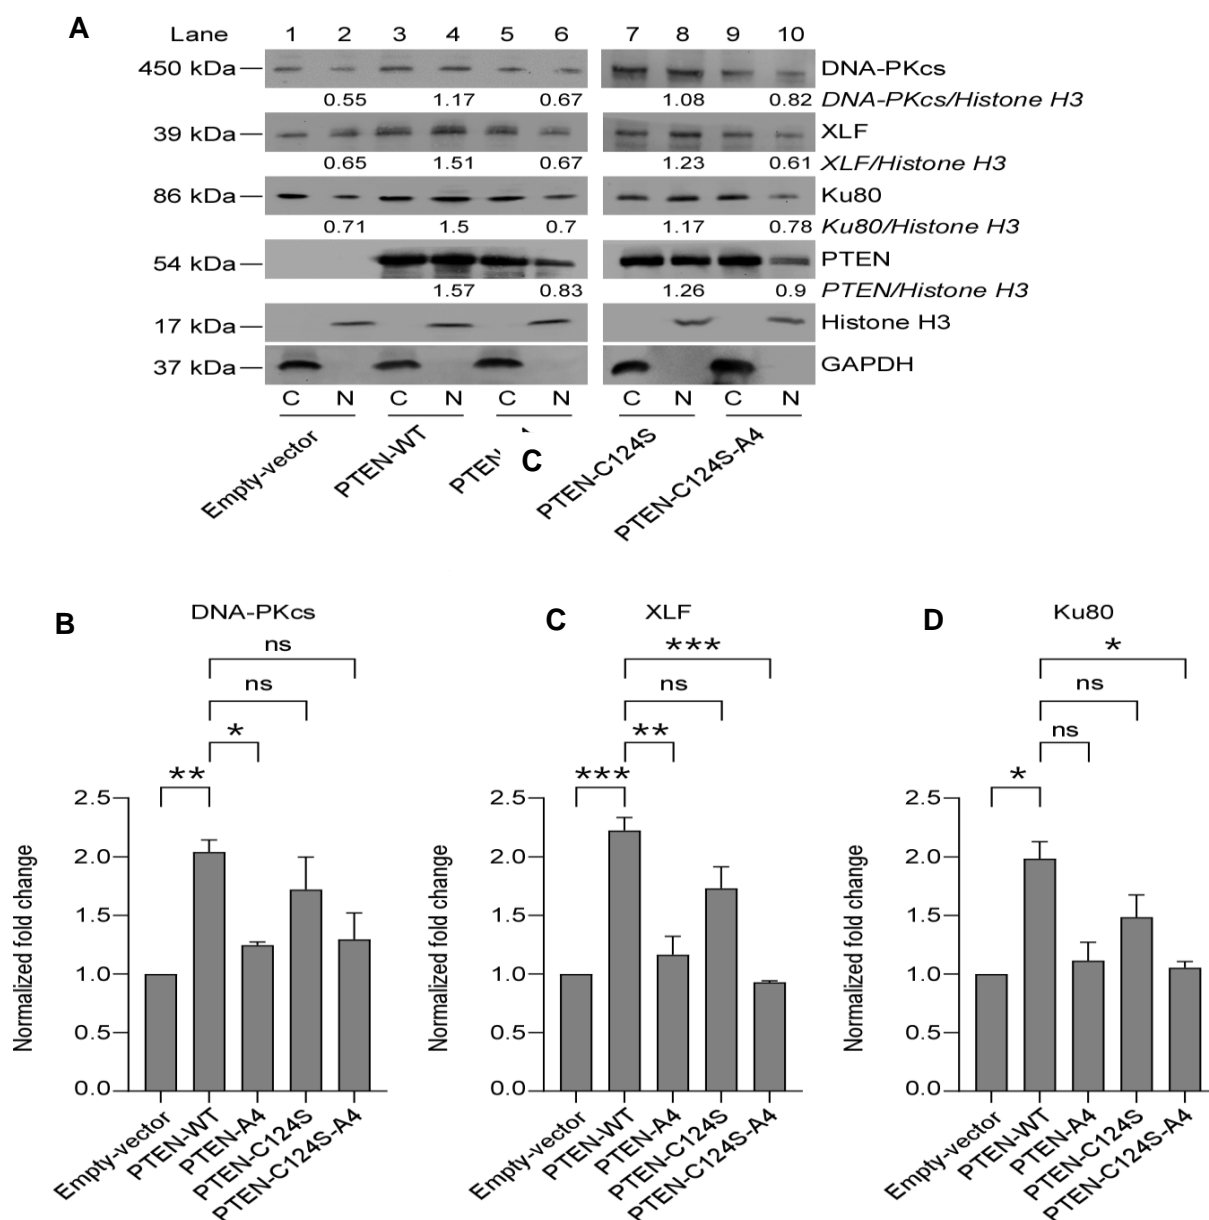 A
Lane 1 2 3 4 5 6 7 8 9 10
450 kDa DNA-PKcs
0.55 1.17 0.67 1.08 0.82 DNA-PKcs/Histone H3
39 kDa XLF
0.65 1.51 0.67 1.23 0.61 XLF/Histone H3
86 kDa Ku80
0.71 1.5 0.7 1.17 0.78 Ku80/Histone H3
54 kDa PTEN
1.57 0.83 1.26 0.9 PTEN/Histone H3
17 kDa Histone H3
37 kDa GAPDH
C N C N C N C N C N
Empty-vector
PTEN-WT
PTEN
PTEN-C124S
PTEN-C124S-A4
C
B
DNA-PKcs
ns
ns
*
**
Normalized fold change
2.5
2.0
1.5
1.0
0.5
0.0
Empty-vector
PTEN-WT
PTEN-A4
PTEN-C124S
PTEN-C124S-A4
C
XLF
***
ns
**
***
Normalized fold change
2.5
2.0
1.5
1.0
0.5
0.0
Empty-vector
PTEN-WT
PTEN-A4
PTEN-C124S
PTEN-C124S-A4
D
Ku80
*
ns
ns
*
Normalized fold change
2.5
2.0
1.5
1.0
0.5
0.0
Empty-vector
PTEN-WT
PTEN-A4
PTEN-C124S
PTEN-C124S-A4